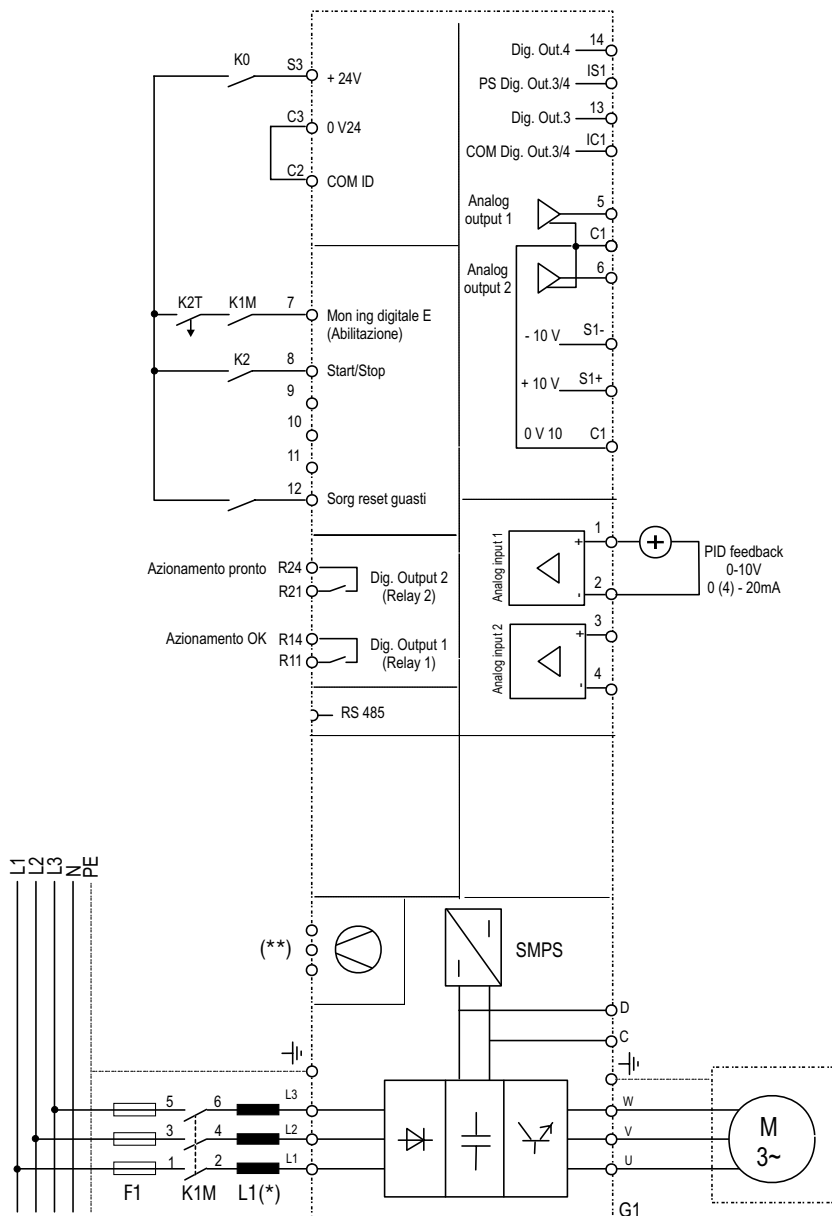 K0 S3 + 24V
C3 0 V24
C2 COM ID
K2T K1M 7 Mon ing digitale E
(Abilitazione)
K2 8 Start/Stop
9
10
11
12 Sorg reset guasti
Azionamento pronto R24
R21
Dig. Output 2
(Relay 2)
Azionamento OK R14
R11
Dig. Output 1
(Relay 1)
RS 485
Dig. Out.4 14
PS Dig. Out.3/4 IS1
Dig. Out.3 13
COM Dig. Out.3/4 IC1
Analog
output 1
5
C1
Analog
output 2
6
- 10 V S1-
+ 10 V S1+
0 V 10 C1
Analog input 1
+
-
1
2
+
PID feedback
0-10V
0 (4) - 20mA
Analog input 2
+
-
3
4
L1
L2
L3
N
PE
(**)
SMPS
D
C
5 6 L3
3 4 L2
1 2 L1
F1 K1M L1(*)
W
V
U
M
3~
G1